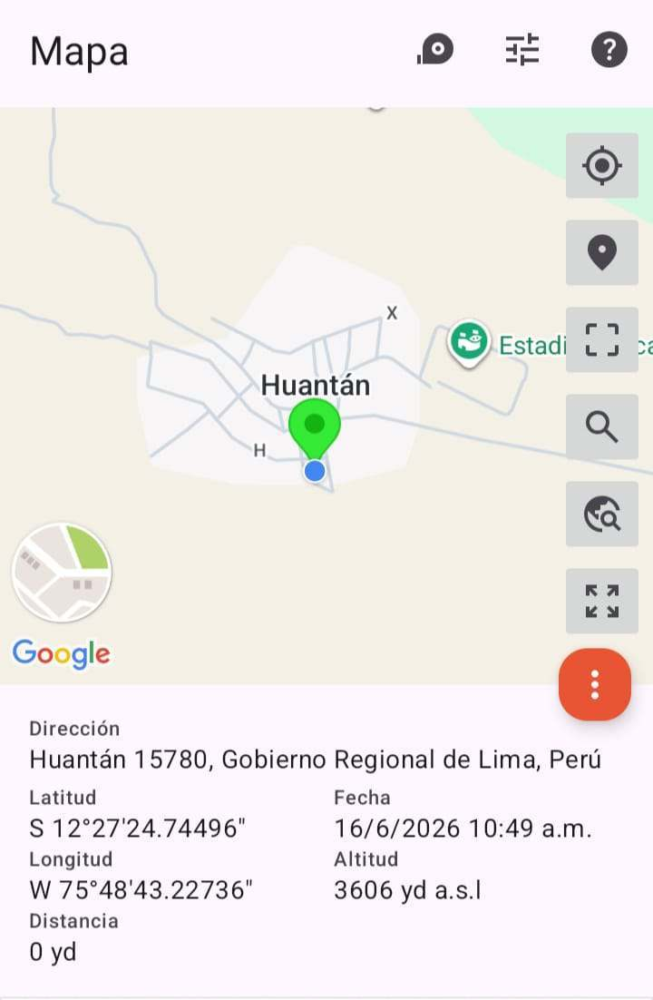 Mapa
X
Estadi
Huantán
H
Google
Dirección
Huantán 15780, Gobierno Regional de Lima, Perú
Latitud
S 12°27'24.74496"
Fecha
16/6/2026 10:49 a.m.
Longitud
W 75°48'43.22736"
Altitud
3606 yd a.s.l
Distancia
0 yd